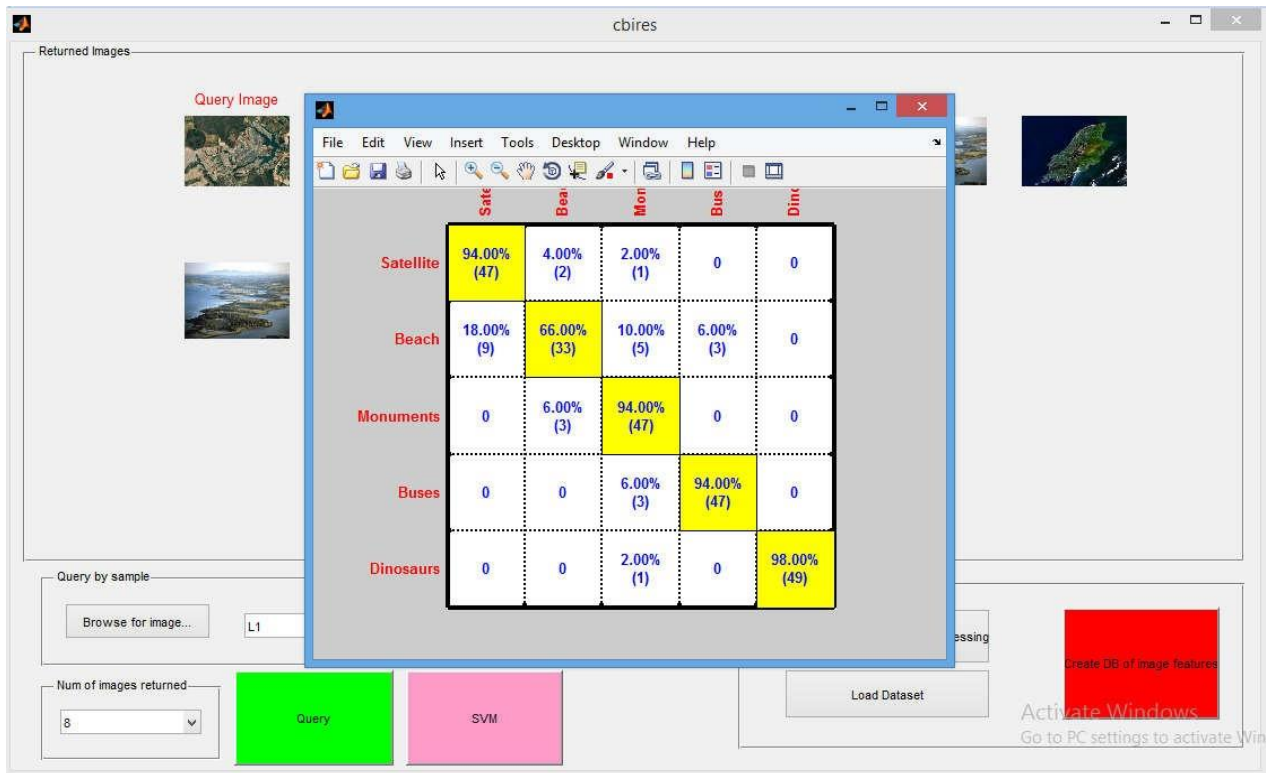 cbires
Returned Images
Query Image
File Edit View Insert Tools Desktop Window Help
Sate Bea Mon Bus Dino
Satellite 94.00% (47) 4.00% (2) 2.00% (1) 0 0
Beach 18.00% (9) 66.00% (33) 10.00% (5) 6.00% (3) 0
Monuments 0 6.00% (3) 94.00% (47) 0 0
Buses 0 0 6.00% (3) 94.00% (47) 0
Dinosaurs 0 0 2.00% (1) 0 98.00% (49)
Query by sample
Browse for image... L1
essing
Create DB of image features
Num of images returned
8
Query
SVM
Load Dataset
Activate Windows
Go to PC settings to activate Win